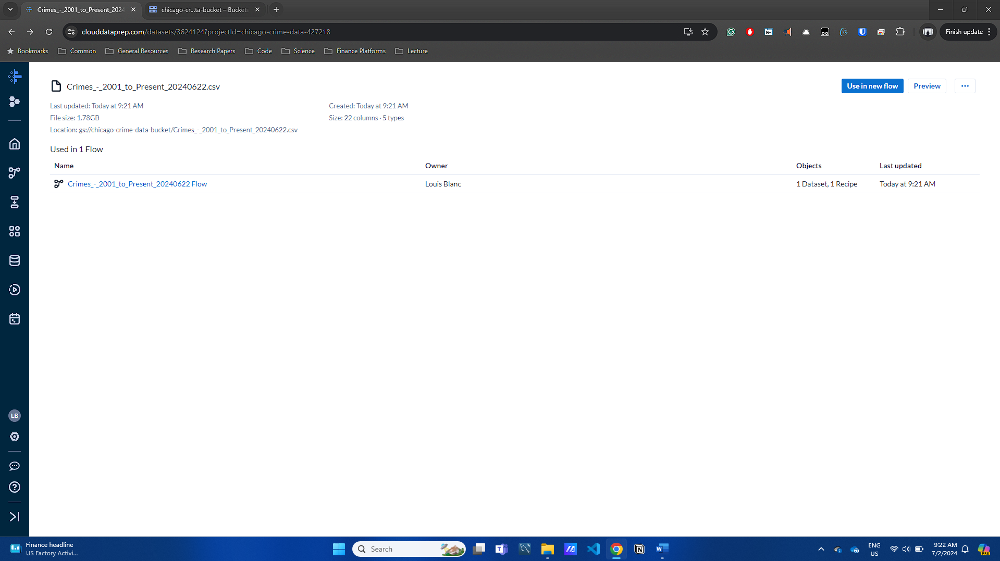 Crimes_-_2001_to_Present_2024
chicago-cr...ta-bucket – Buckets
clouddataprep.com/datasets/3624124?projectId=chicago-crime-data-427218
Finish update
Bookmarks
Common
General Resources
Research Papers
Code
Science
Finance Platforms
Lecture
Crimes_-_2001_to_Present_20240622.csv
Use in new flow
Preview
Last updated: Today at 9:21 AM
Created: Today at 9:21 AM
File size: 1.78GB
Size: 22 columns · 5 types
Location: gs://chicago-crime-data-bucket/Crimes_-_2001_to_Present_20240622.csv
Used in 1 Flow
Name Owner Objects Last updated
Crimes_-_2001_to_Present_20240622 Flow Louis Blanc 1 Dataset, 1 Recipe Today at 9:21 AM
LB
Finance headline
US Factory Activi...
Search
ENG
US
9:22 AM
7/2/2024
PRE